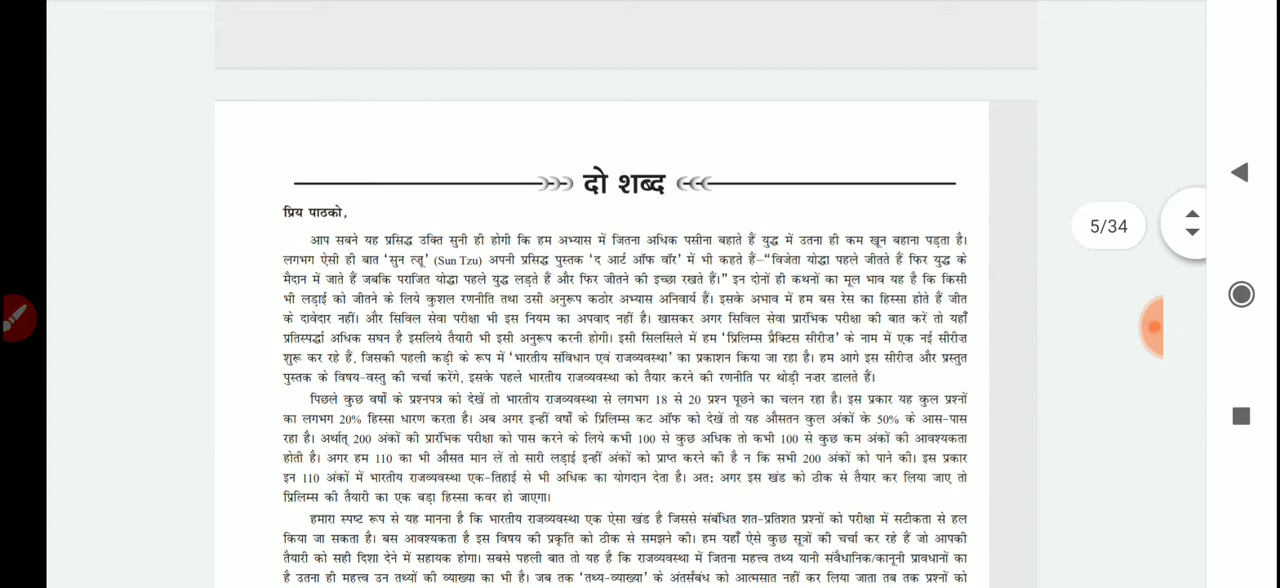 दो शब्द
प्रिय पाठको,
आप सबने यह प्रसिद्ध उक्ति सुनी ही होगी कि हम अभ्यास में जितना अधिक पसीना बहाते हैं युद्ध में उतना ही कम खून बहाना पड़ता है।
लगभग ऐसी ही बात ‘सुन त्जू’ (Sun Tzu) अपनी प्रसिद्ध पुस्तक ‘द आर्ट ऑफ वॉर’ में भी कहते हैं–“विजेता योद्धा पहले जीतते हैं फिर युद्ध के
मैदान में जाते हैं जबकि पराजित योद्धा पहले युद्ध लड़ते हैं और फिर जीतने की इच्छा रखते हैं।” इन दोनों ही कथनों का मूल भाव यह है कि किसी
भी लड़ाई को जीतने के लिये कुशल रणनीति तथा उसी अनुरूप कठोर अभ्यास अनिवार्य हैं। इसके अभाव में हम बस रेस का हिस्सा होते हैं जीत
के दावेदार नहीं। और सिविल सेवा परीक्षा भी इस नियम का अपवाद नहीं है। खासकर अगर सिविल सेवा प्रारंभिक परीक्षा की बात करें तो यहाँ
प्रतिस्पर्द्धा अधिक सघन है इसलिये तैयारी भी इसी अनुरूप करनी होगी। इसी सिलसिले में हम ‘प्रिलिम्स प्रैक्टिस सीरीज़’ के नाम में एक नई सीरीज़
शुरू कर रहे हैं, जिसकी पहली कड़ी के रूप में ‘भारतीय संविधान एवं राजव्यवस्था’ का प्रकाशन किया जा रहा है। हम आगे इस सीरीज़ और प्रस्तुत
पुस्तक के विषय-वस्तु की चर्चा करेंगे, इसके पहले भारतीय राजव्यवस्था को तैयार करने की रणनीति पर थोड़ी नज़र डालते हैं।
पिछले कुछ वर्षों के प्रश्नपत्र को देखें तो भारतीय राजव्यवस्था से लगभग 18 से 20 प्रश्न पूछने का चलन रहा है। इस प्रकार यह कुल प्रश्नों
का लगभग 20% हिस्सा धारण करता है। अब अगर इन्हीं वर्षों के प्रिलिम्स कट ऑफ को देखें तो यह औसतन कुल अंकों के 50% के आस-पास
रहा है। अर्थात् 200 अंकों की प्रारंभिक परीक्षा को पास करने के लिये कभी 100 से कुछ अधिक तो कभी 100 से कुछ कम अंकों की आवश्यकता
होती है। अगर हम 110 का भी औसत मान लें तो सारी लड़ाई इन्हीं अंकों को प्राप्त करने की है न कि सभी 200 अंकों को पाने की। इस प्रकार
इन 110 अंकों में भारतीय राजव्यवस्था एक-तिहाई से भी अधिक का योगदान देता है। अत: अगर इस खंड को ठीक से तैयार कर लिया जाए तो
प्रिलिम्स की तैयारी का एक बड़ा हिस्सा कवर हो जाएगा।
हमारा स्पष्ट रूप से यह मानना है कि भारतीय राजव्यवस्था एक ऐसा खंड है जिससे संबंधित शत-प्रतिशत प्रश्नों को परीक्षा में सटीकता से हल
किया जा सकता है। बस आवश्यकता है इस विषय की प्रकृति को ठीक से समझने की। हम यहाँ ऐसे कुछ सूत्रों की चर्चा कर रहे हैं जो आपकी
तैयारी को सही दिशा देने में सहायक होगा। सबसे पहली बात तो यह है कि राजव्यवस्था में जितना महत्त्व तथ्य यानी संवैधानिक/कानूनी प्रावधानों का
है उतना ही महत्त्व उन तथ्यों की व्याख्या का भी है। जब तक ‘तथ्य-व्याख्या’ के अंतर्संबंध को आत्मसात नहीं कर लिया जाता तब तक प्रश्नों को
5/34